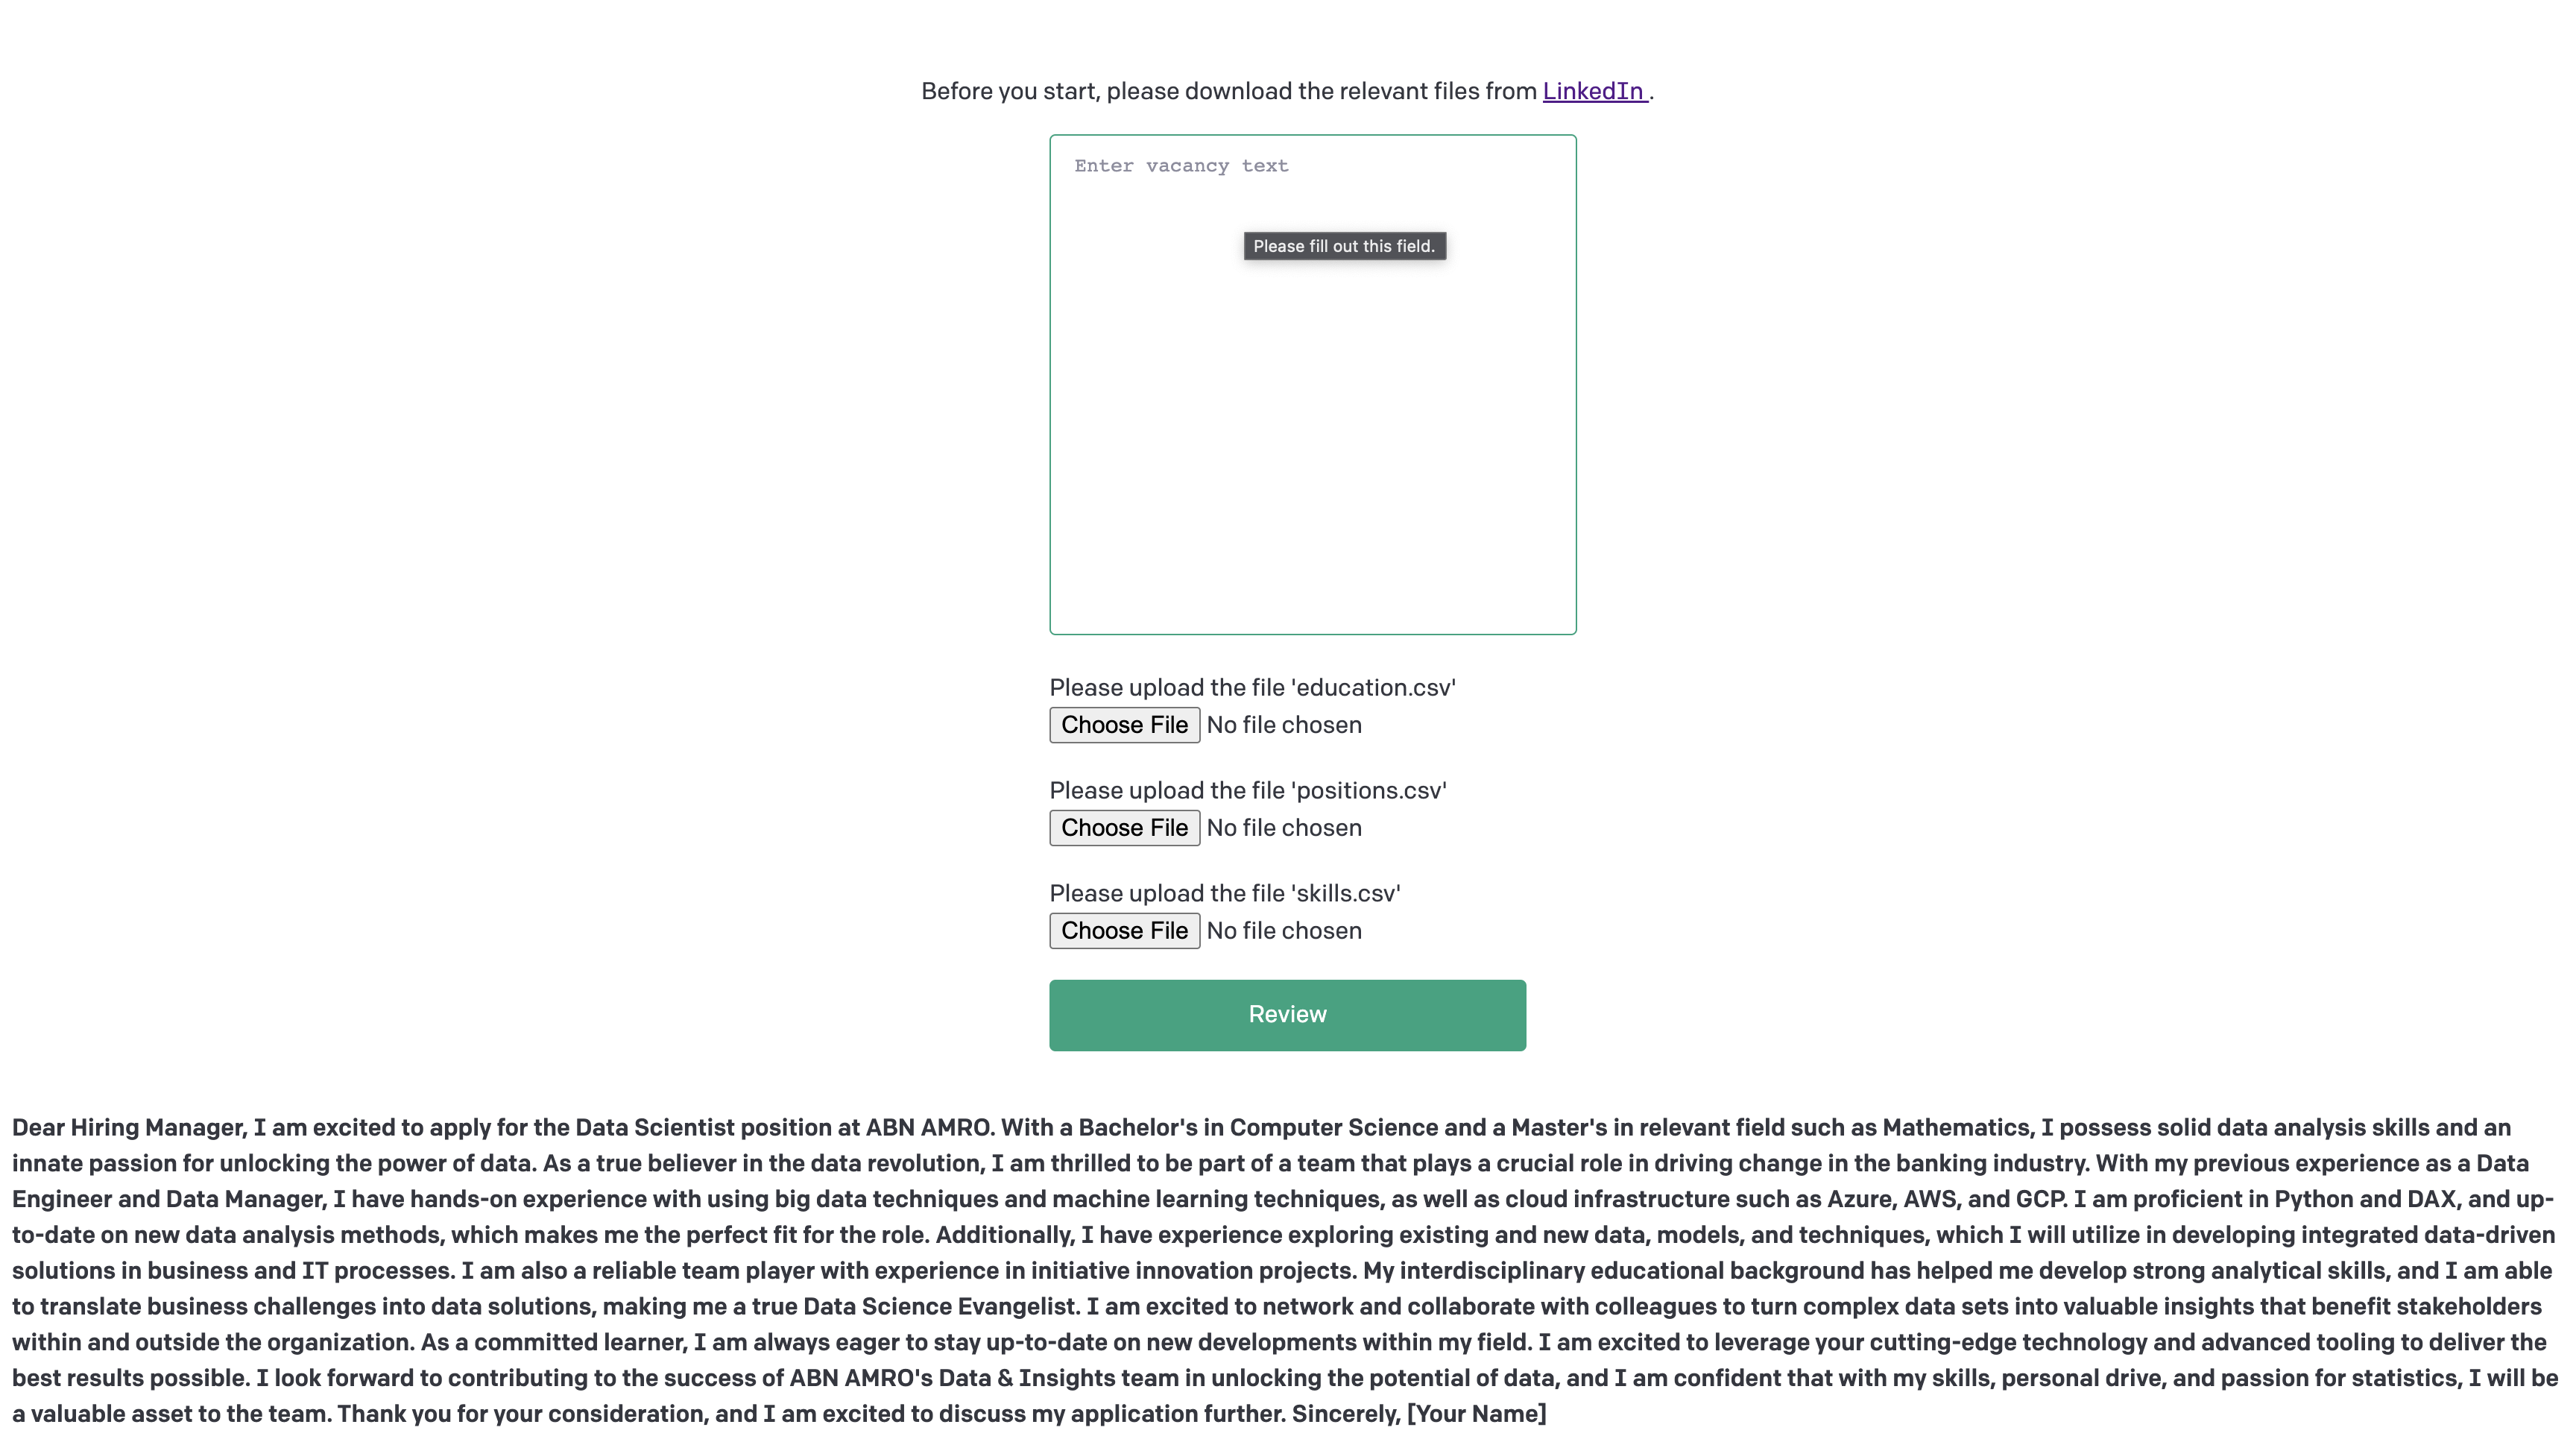 Before you start, please download the relevant files from LinkedIn .
Enter vacancy text
Please fill out this field.
Please upload the file 'education.csv'
Choose File No file chosen
Please upload the file 'positions.csv'
Choose File No file chosen
Please upload the file 'skills.csv'
Choose File No file chosen
Review
Dear Hiring Manager, I am excited to apply for the Data Scientist position at ABN AMRO. With a Bachelor's in Computer Science and a Master's in relevant field such as Mathematics, I possess solid data analysis skills and an
innate passion for unlocking the power of data. As a true believer in the data revolution, I am thrilled to be part of a team that plays a crucial role in driving change in the banking industry. With my previous experience as a Data
Engineer and Data Manager, I have hands-on experience with using big data techniques and machine learning techniques, as well as cloud infrastructure such as Azure, AWS, and GCP. I am proficient in Python and DAX, and up-
to-date on new data analysis methods, which makes me the perfect fit for the role. Additionally, I have experience exploring existing and new data, models, and techniques, which I will utilize in developing integrated data-driven
solutions in business and IT processes. I am also a reliable team player with experience in initiative innovation projects. My interdisciplinary educational background has helped me develop strong analytical skills, and I am able
to translate business challenges into data solutions, making me a true Data Science Evangelist. I am excited to network and collaborate with colleagues to turn complex data sets into valuable insights that benefit stakeholders
within and outside the organization. As a committed learner, I am always eager to stay up-to-date on new developments within my field. I am excited to leverage your cutting-edge technology and advanced tooling to deliver the
best results possible. I look forward to contributing to the success of ABN AMRO's Data & Insights team in unlocking the potential of data, and I am confident that with my skills, personal drive, and passion for statistics, I will be
a valuable asset to the team. Thank you for your consideration, and I am excited to discuss my application further. Sincerely, [Your Name]